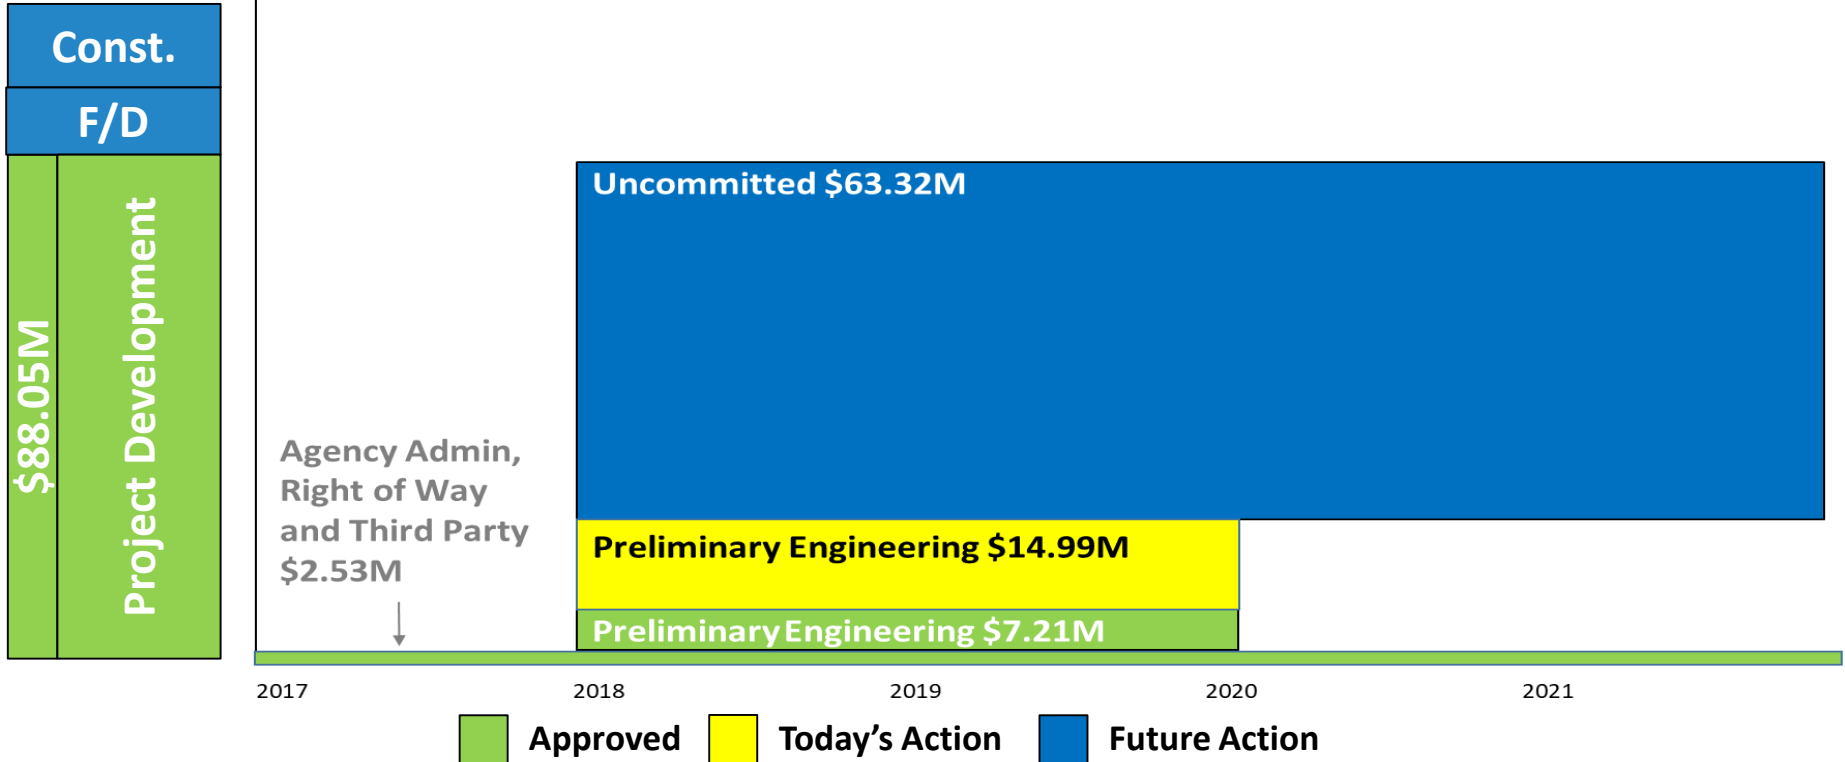 Const.
F/D
$88.05M
Project Development
Uncommitted $63.32M
Agency Admin,
Right of Way
and Third Party
$2.53M
Preliminary Engineering $14.99M
Preliminary Engineering $7.21M
2017 2018 2019 2020 2021
Approved Today’s Action Future Action